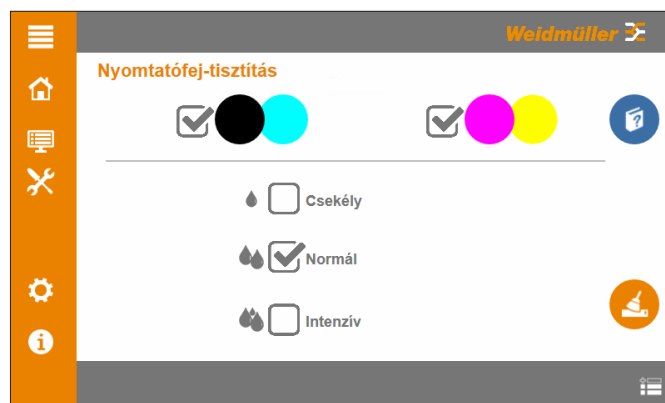 Weidmüller
Nyomtatófej-tisztítás
Csekély
Normál
Intenzív